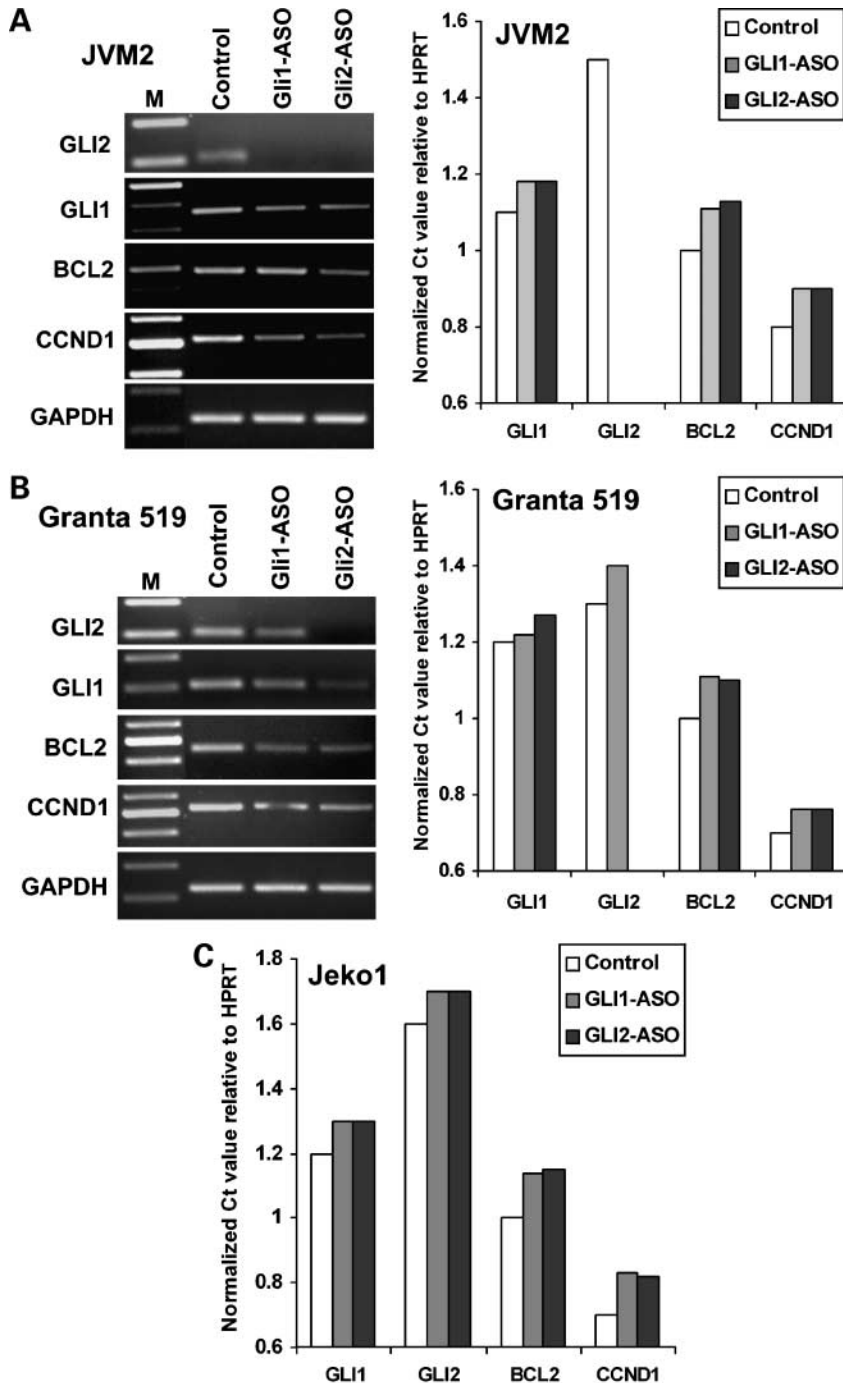 A
JVM2
M
Control
Gli1-ASO
Gli2-ASO
GLI2
GLI1
BCL2
CCND1
GAPDH
JVM2
Control
GLI1-ASO
GLI2-ASO
Normalized Ct value relative to HPRT
1.6
1.4
1.2
1
0.8
0.6
GLI1 GLI2 BCL2 CCND1
B
Granta 519
M
Control
Gli1-ASO
Gli2-ASO
GLI2
GLI1
BCL2
CCND1
GAPDH
Granta 519
Control
GLI1-ASO
GLI2-ASO
Normalized Ct value relative to HPRT
1.6
1.4
1.2
1
0.8
0.6
GLI1 GLI2 BCL2 CCND1
C
Jeko1
Control
GLI1-ASO
GLI2-ASO
Normalized Ct value relative to HPRT
1.8
1.6
1.4
1.2
1
0.8
0.6
GLI1 GLI2 BCL2 CCND1